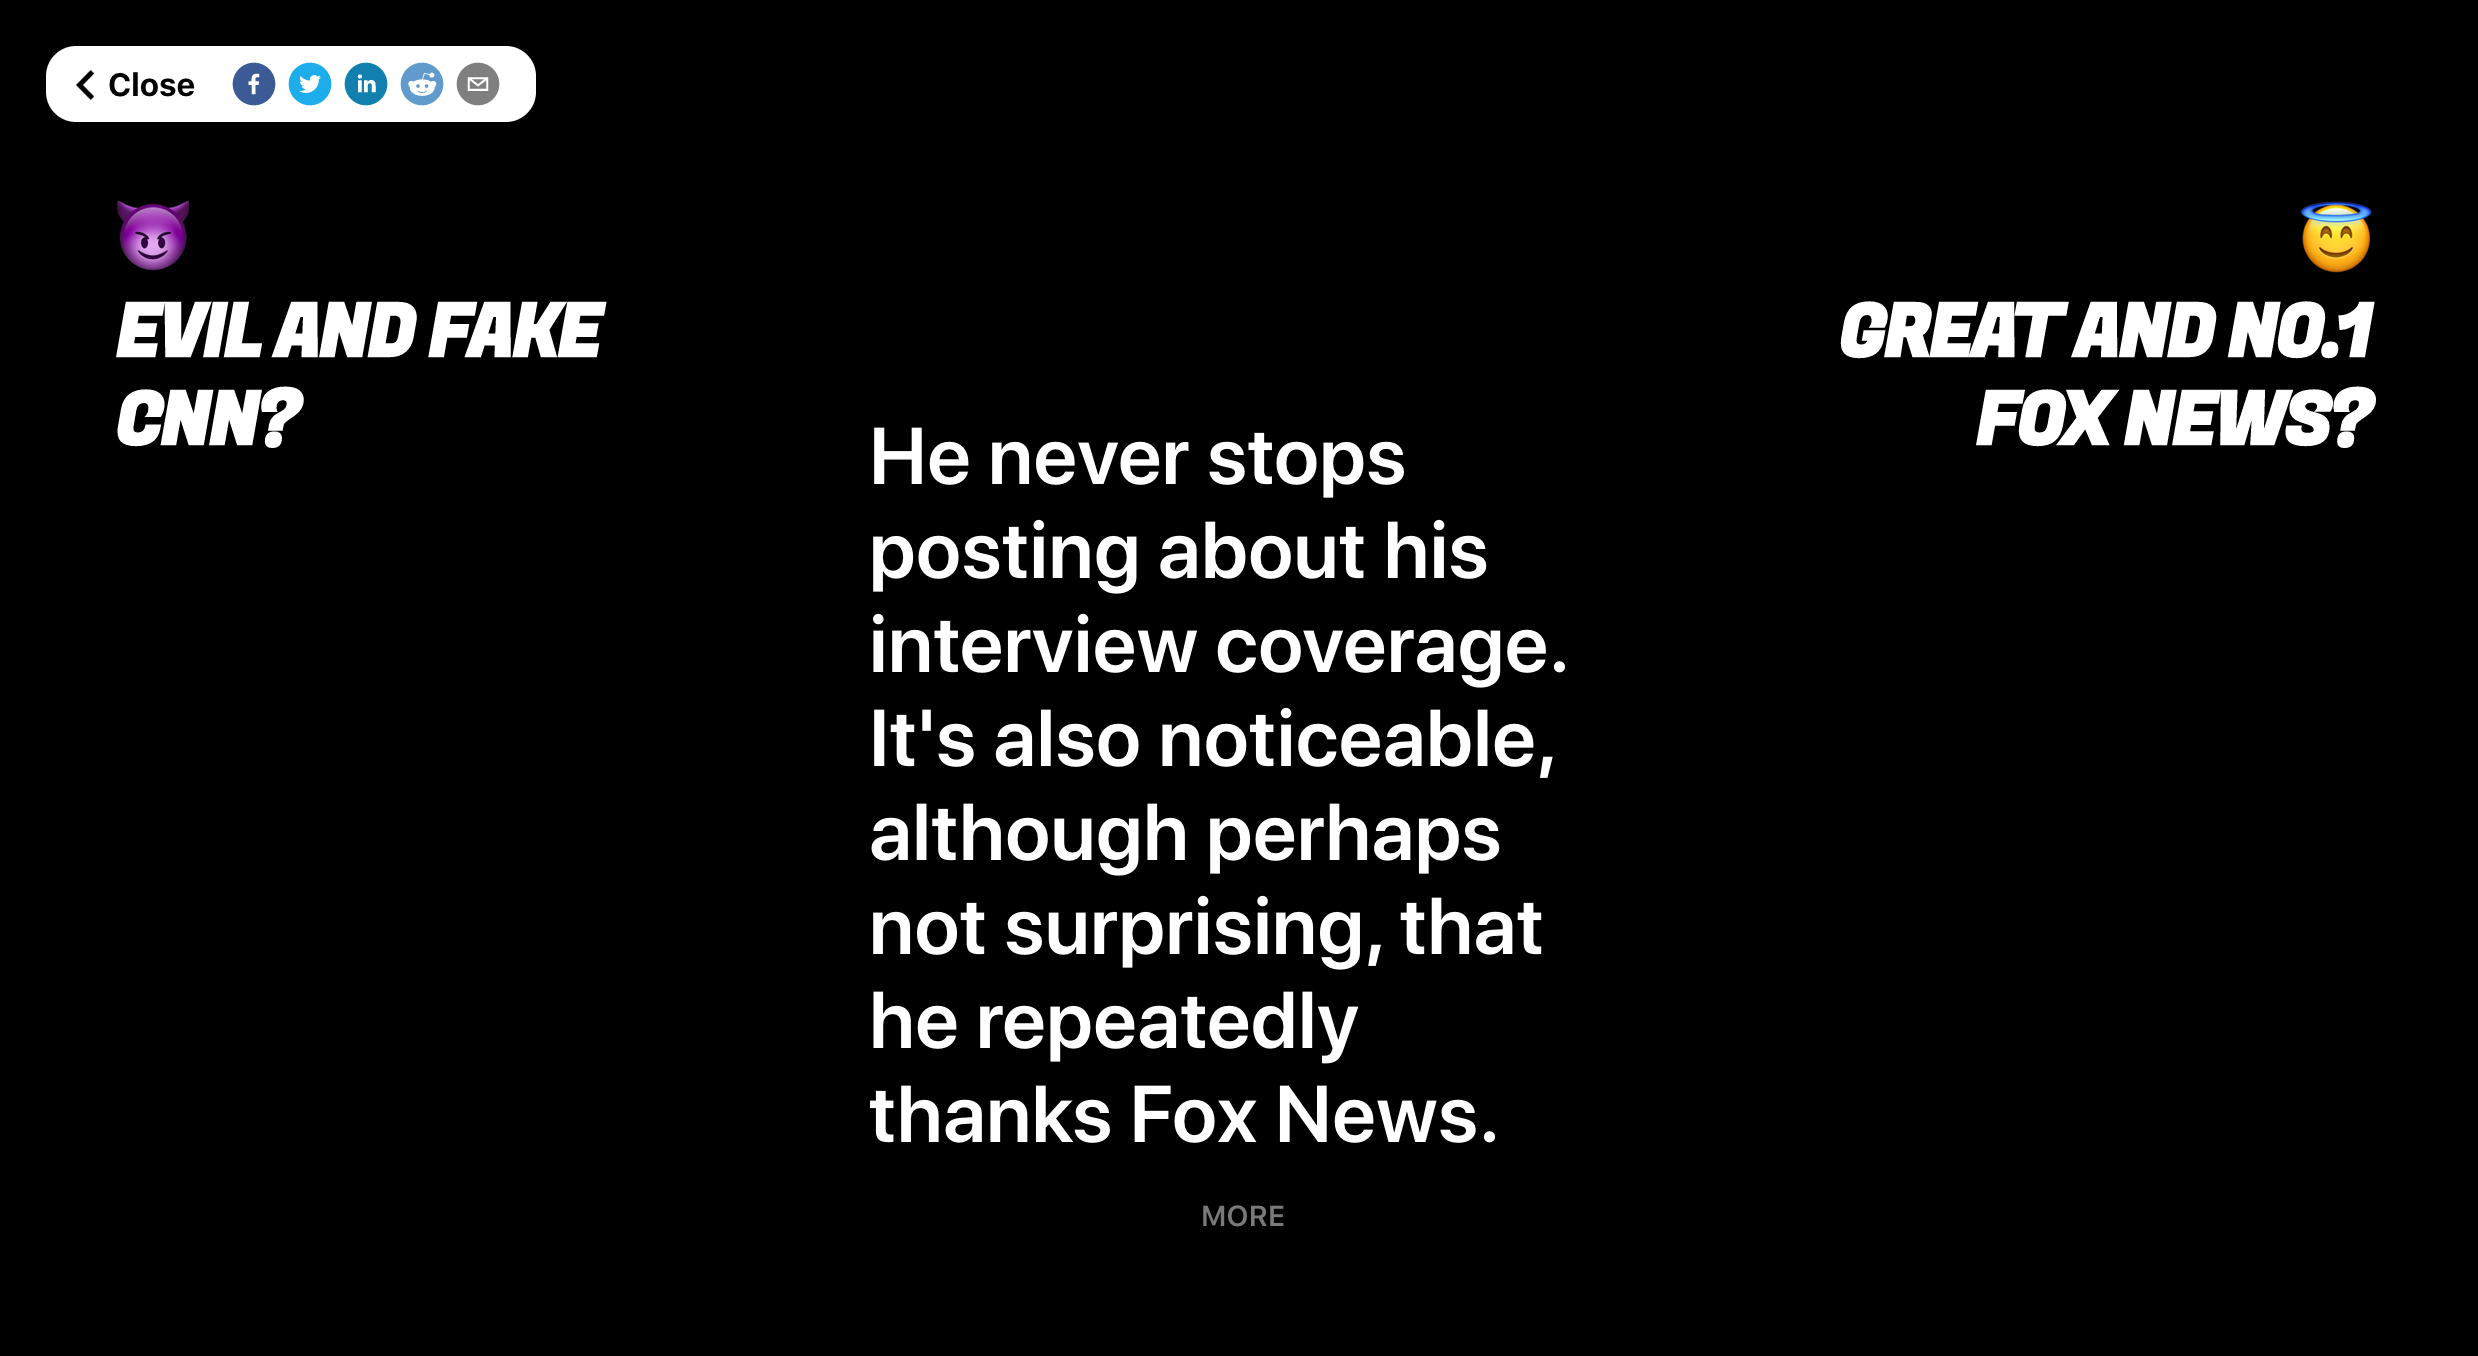 Close
EVIL AND FAKE
CNN?
GREAT AND NO.1
FOX NEWS?
He never stops
posting about his
interview coverage.
It's also noticeable,
although perhaps
not surprising, that
he repeatedly
thanks Fox News.
MORE